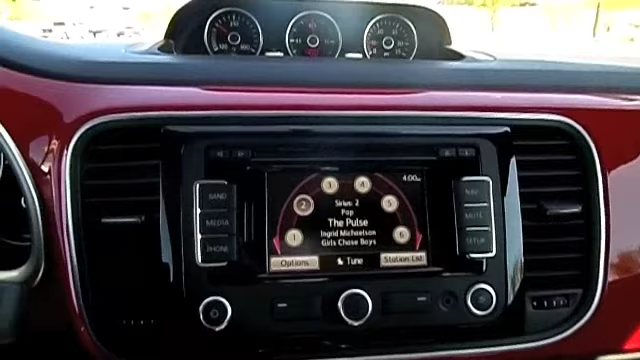 4:00
3 4
Sirius: 2
2 5
Pop
The Pulse
Ingrid Michaelson
1 6
Girls Chase Boys
Options Tune Station List
BAND
MEDIA
PHONE
NAV
MUTE
SETUP